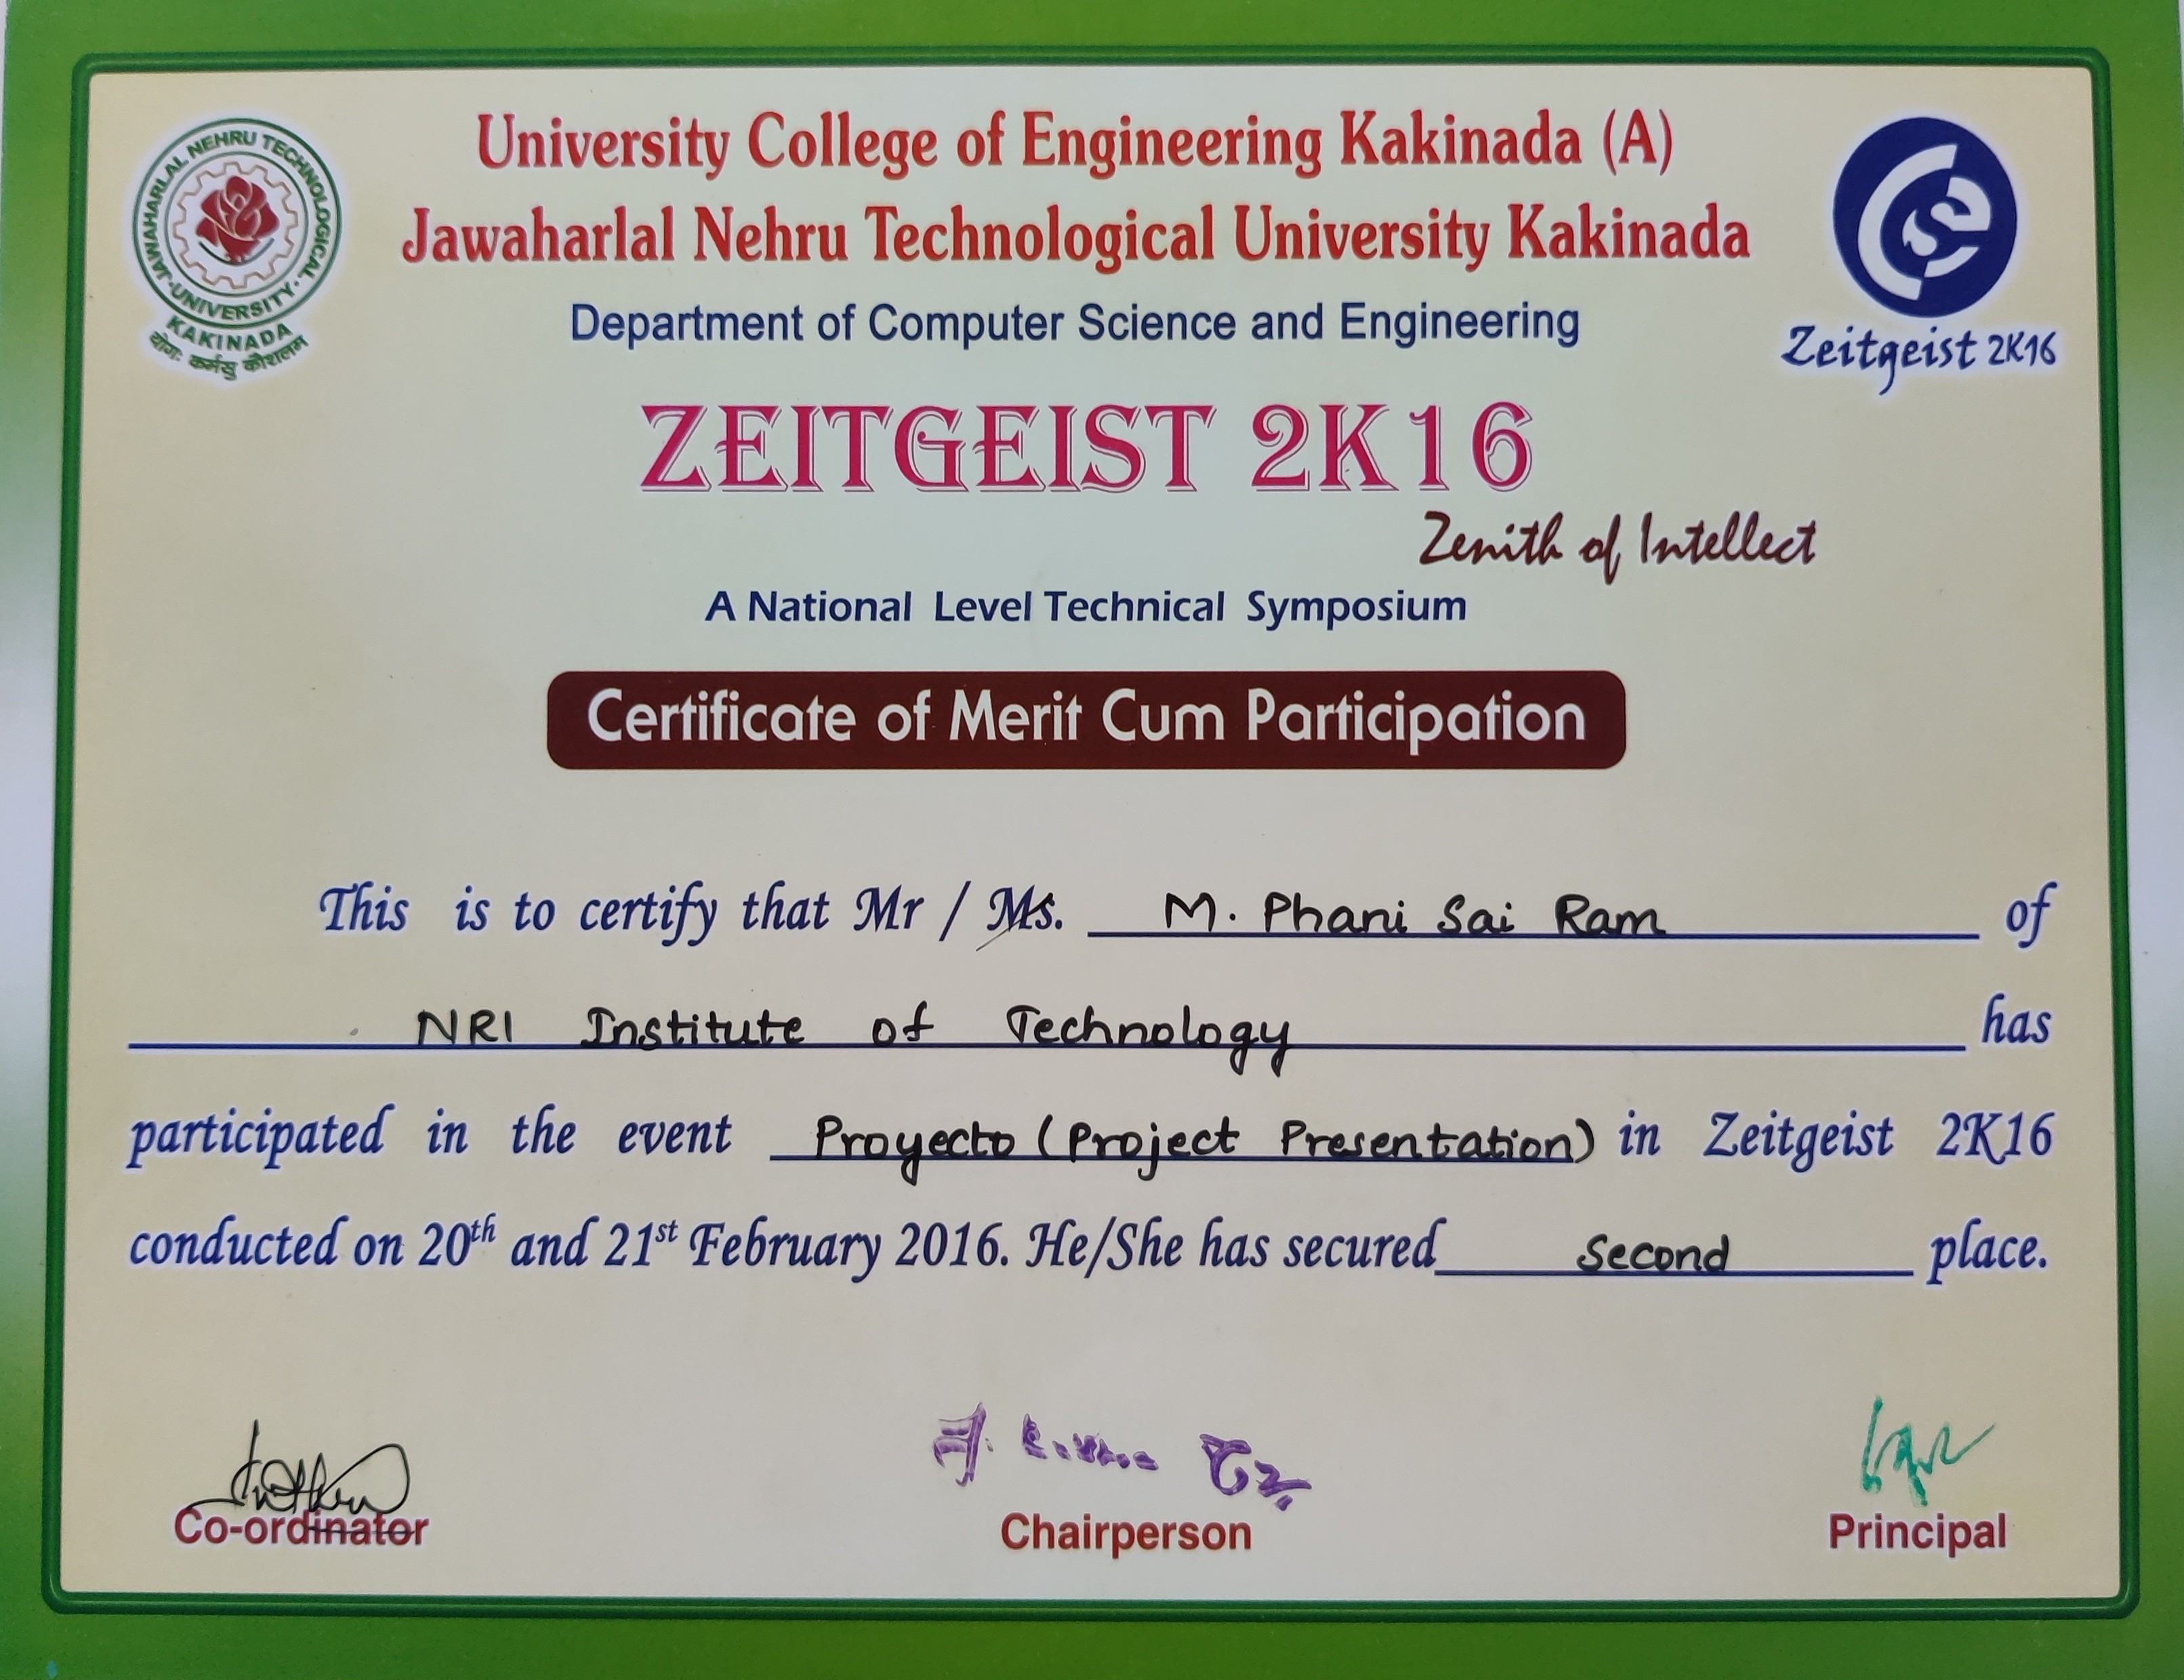 University College of Engineering Kakinada (A)
Jawaharlal Nehru Technological University Kakinada
JAWAHARLAL NEHRU TECHNOLOGICAL
UNIVERSITY
KAKINADA
योगः कर्मसु कौशलम्
CSE
Zeitgeist 2K16
Department of Computer Science and Engineering
ZEITGEIST 2K16
Zenith of Intellect
A National Level Technical Symposium
Certificate of Merit Cum Participation
This is to certify that Mr / Ms. M. Phani Sai Ram of
NRI Institute of Technology has
participated in the event Proyecto (Project Presentation) in Zeitgeist 2K16
conducted on 20th and 21st February 2016. He/She has secured Second place.
Co-ordinator
Chairperson
Principal